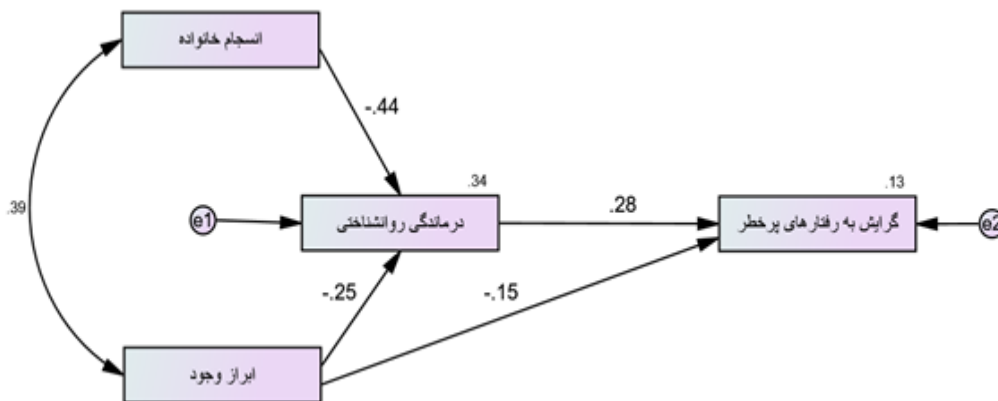 انسجام خانواده
-.44
.39
.34
.13
e1
درماندگی روانشناختی
.28
گرایش به رفتارهای پرخطر
e2
-.25
-.15
ابراز وجود